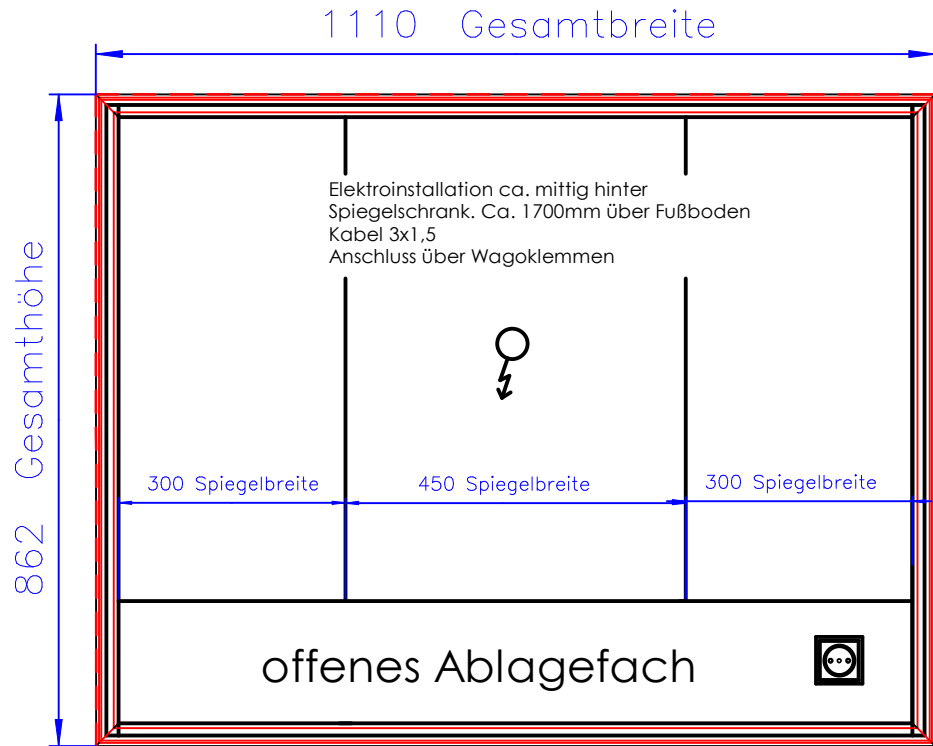 1110 Gesamtbreite
Elektroinstallation ca. mittig hinter
Spiegelschrank. Ca. 1700mm über Fußboden
Kabel 3x1,5
Anschluss über Wagoklemmen
862 Gesamthöhe
300 Spiegelbreite
450 Spiegelbreite
300 Spiegelbreite
offenes Ablagefach